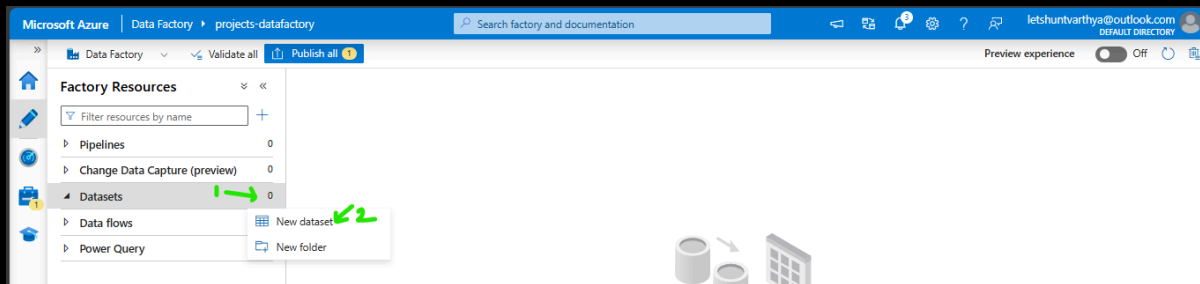 Microsoft Azure Data Factory projects-datafactory Search factory and documentation 3 letshuntvarthya@outlook.com
DEFAULT DIRECTORY
Data Factory Validate all Publish all 1 Preview experience Off
Factory Resources
Filter resources by name
Pipelines 0
Change Data Capture (preview) 0
Datasets 1 0
1
New dataset 2
Data flows
New folder
Power Query